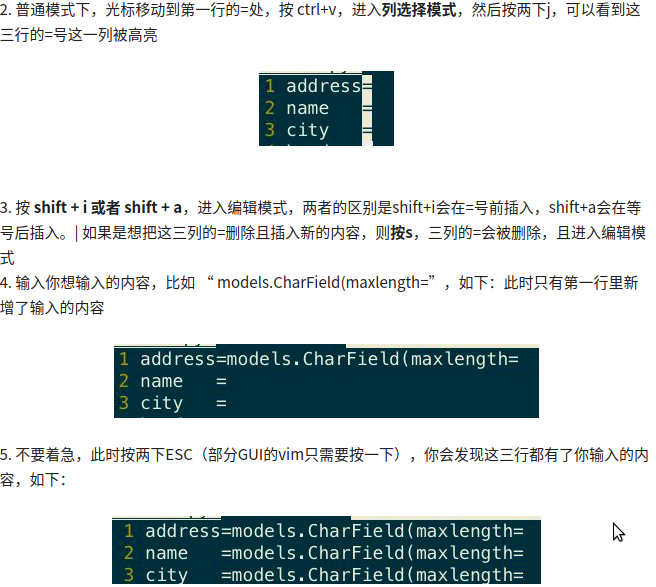 2. 普通模式下，光标移动到第一行的=处，按 ctrl+v，进入列选择模式，然后按两下j，可以看到这
三行的=号这一列被高亮
1 address=
2 name   =
3 city   =
3. 按 shift + i 或者 shift + a，进入编辑模式，两者的区别是shift+i会在=号前插入，shift+a会在等
号后插入。| 如果是想把这三列的=删除且插入新的内容，则按s，三列的=会被删除，且进入编辑模
式
4. 输入你想输入的内容，比如 “ models.CharField(maxlength=”，如下：此时只有第一行里新
增了输入的内容
1 address=models.CharField(maxlength=
2 name   =
3 city   =
5. 不要着急，此时按两下ESC（部分GUI的vim只需要按一下），你会发现这三行都有了你输入的内
容，如下：
1 address=models.CharField(maxlength=
2 name   =models.CharField(maxlength=
3 city   =models.CharField(maxlength=